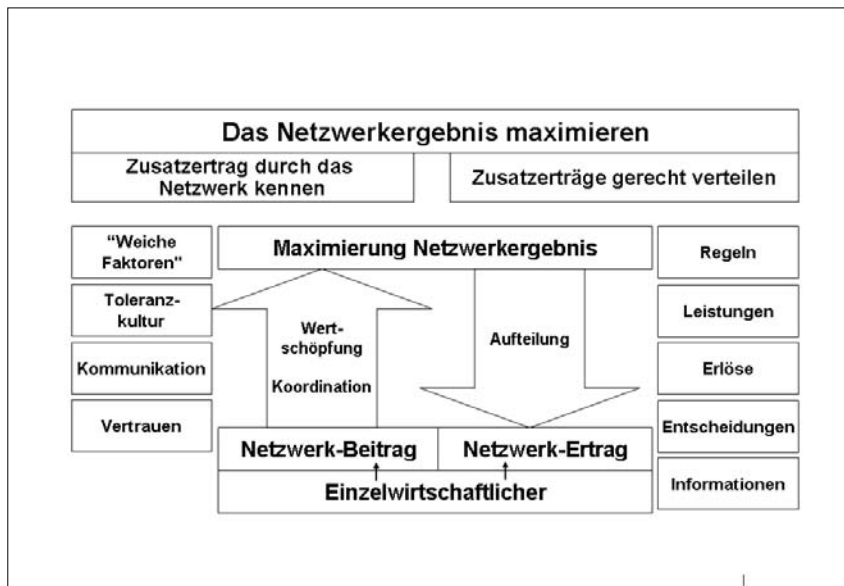 Das Netzwerkergebnis maximieren
Zusatzertrag durch das
Netzwerk kennen
Zusatzerträge gerecht verteilen
"Weiche
Faktoren"
Toleranz-
kultur
Kommunikation
Vertrauen
Maximierung Netzwerkergebnis
Wert-
schöpfung
Koordination
Aufteilung
Netzwerk-Beitrag
Netzwerk-Ertrag
Einzelwirtschaftlicher
Regeln
Leistungen
Erlöse
Entscheidungen
Informationen